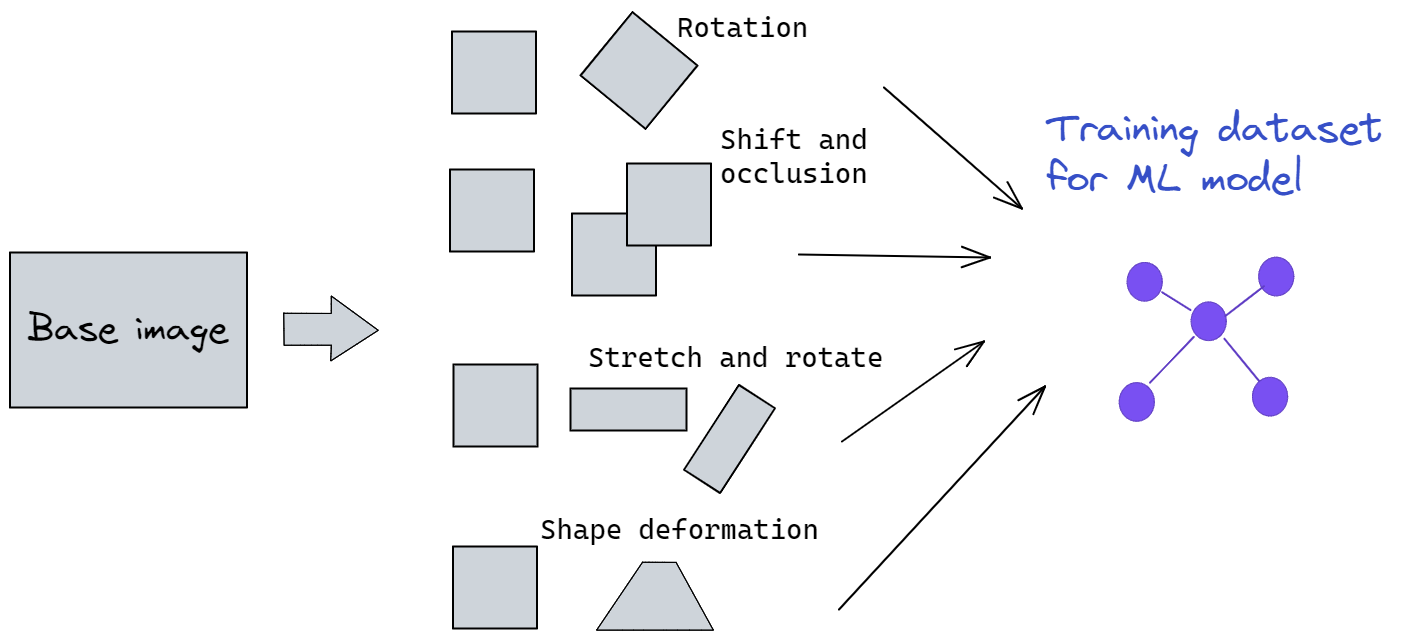 Rotation
Shift and
occlusion
Training dataset
for ML model
Base image
Stretch and rotate
Shape deformation